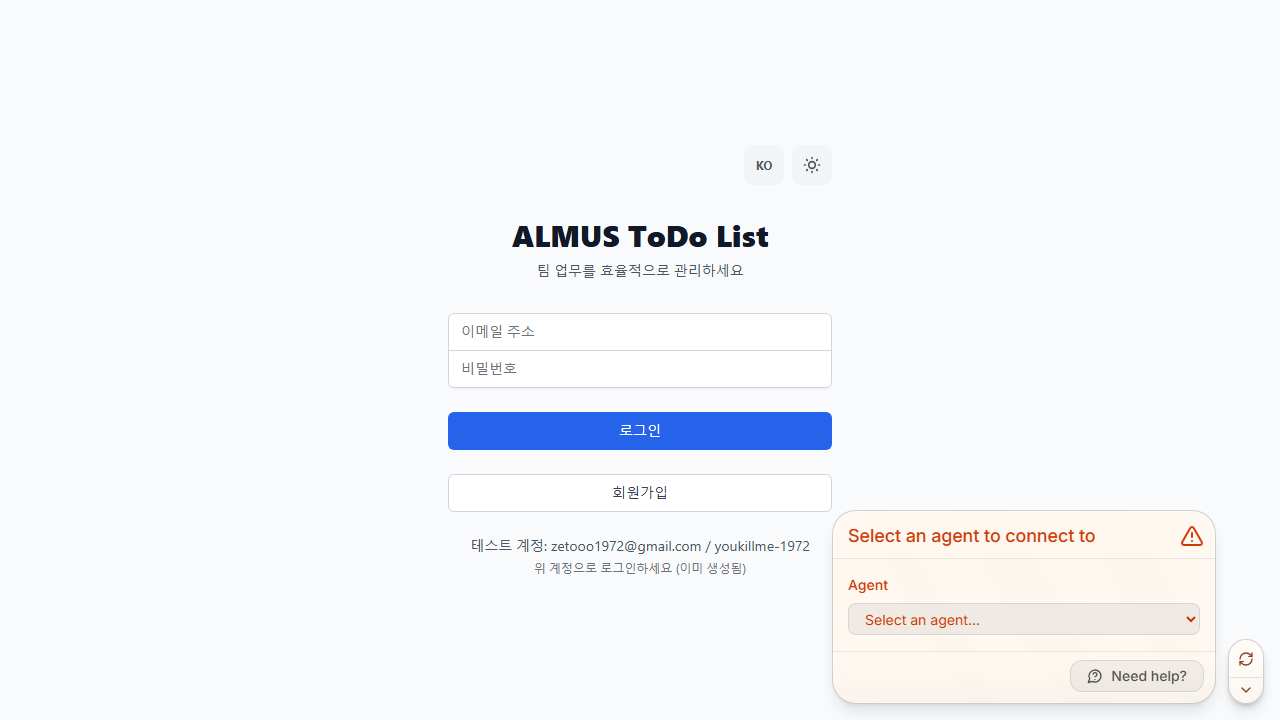 KO
ALMUS ToDo List
팀 업무를 효율적으로 관리하세요
이메일 주소
비밀번호
로그인
회원가입
테스트 계정: zetooo1972@gmail.com / youkillme-1972
위 계정으로 로그인하세요 (이미 생성됨)
Select an agent to connect to
Agent
Select an agent...
Need help?